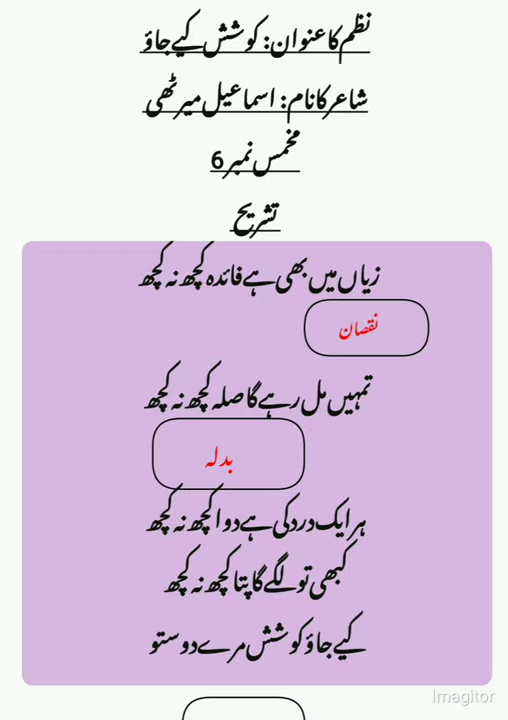 نظم کا عنوان: کوشش کیے جاؤ
شاعر کا نام: اسماعیل میرٹھی
مخمس نمبر 6
تشریح
زیاں میں بھی ہے فائدہ کچھ نہ کچھ
نقصان
تمہیں مل رہے گا صلہ کچھ نہ کچھ
بدلہ
ہر ایک درد کی ہے دوا کچھ نہ کچھ
کبھی تو لگے گا پتا کچھ نہ کچھ
کیے جاؤ کوشش مرے دوستو
Imagitor